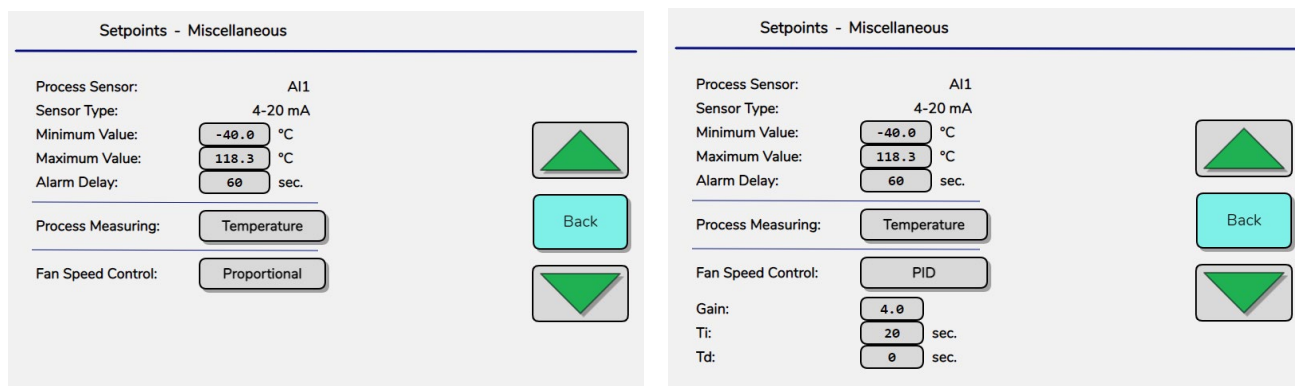 Setpoints - Miscellaneous
Process Sensor: AI1
Sensor Type: 4-20 mA
Minimum Value: -40.0 °C
Maximum Value: 118.3 °C
Alarm Delay: 60 sec.
Process Measuring: Temperature
Fan Speed Control: Proportional
Back
Setpoints - Miscellaneous
Process Sensor: AI1
Sensor Type: 4-20 mA
Minimum Value: -40.0 °C
Maximum Value: 118.3 °C
Alarm Delay: 60 sec.
Process Measuring: Temperature
Fan Speed Control: PID
Gain: 4.0
Ti: 20 sec.
Td: 0 sec.
Back